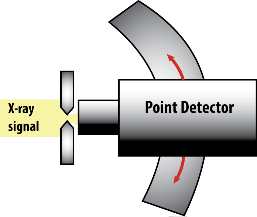 X-ray
signal
Point Detector